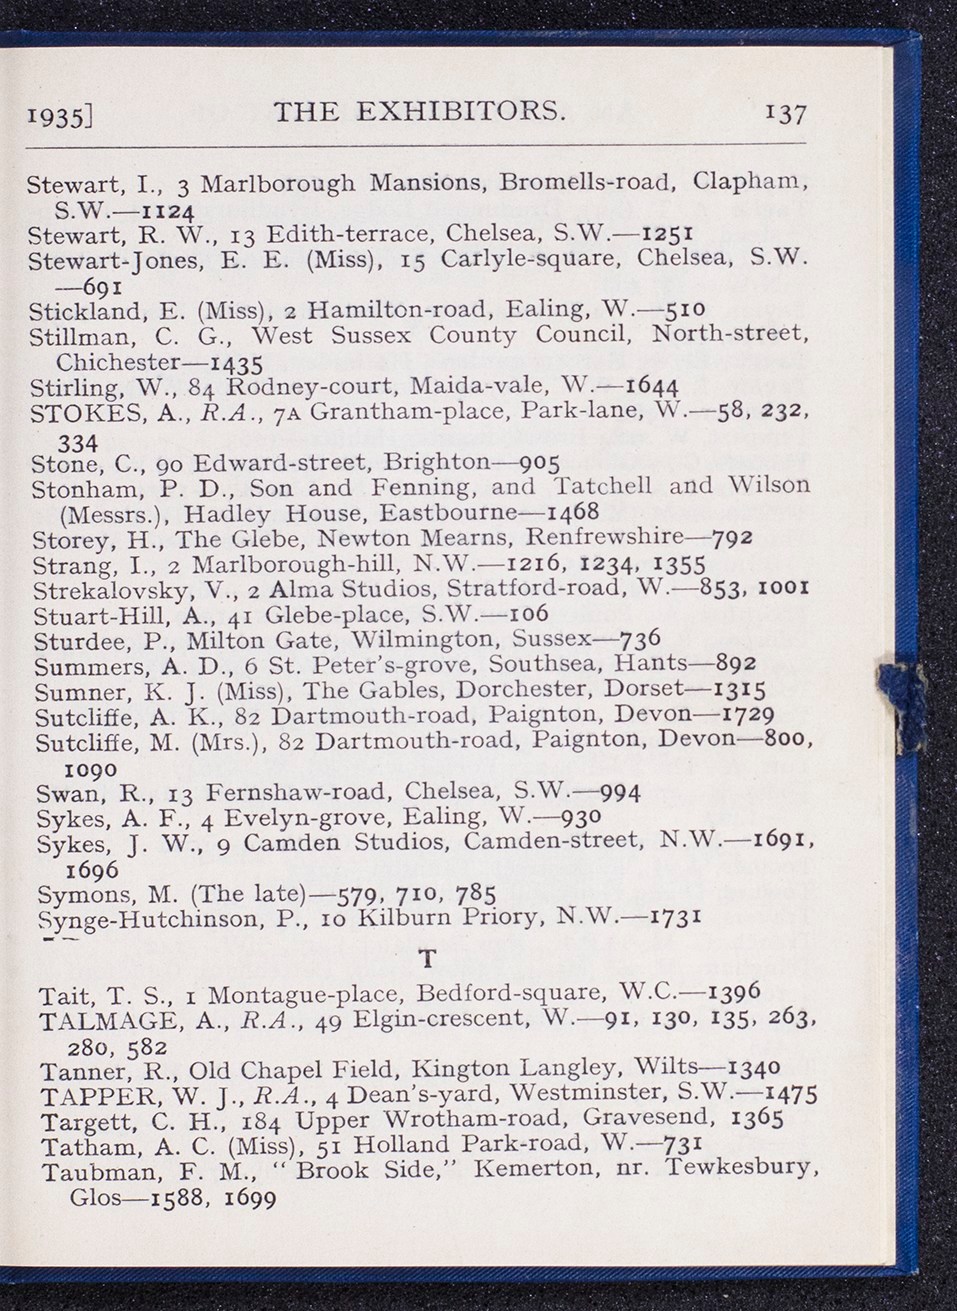 1935] THE EXHIBITORS. 137
Stewart, I., 3 Marlborough Mansions, Bromells-road, Clapham,
S.W.—1124
Stewart, R. W., 13 Edith-terrace, Chelsea, S.W.—1251
Stewart-Jones, E. E. (Miss), 15 Carlyle-square, Chelsea, S.W.
—691
Stickland, E. (Miss), 2 Hamilton-road, Ealing, W.—510
Stillman, C. G., West Sussex County Council, North-street,
Chichester—1435
Stirling, W., 84 Rodney-court, Maida-vale, W.—1644
STOKES, A., R.A., 7A Grantham-place, Park-lane, W.—58, 232,
334
Stone, C., 90 Edward-street, Brighton—905
Stonham, P. D., Son and Fenning, and Tatchell and Wilson
(Messrs.), Hadley House, Eastbourne—1468
Storey, H., The Glebe, Newton Mearns, Renfrewshire—792
Strang, I., 2 Marlborough-hill, N.W.—1216, 1234, 1355
Strekalovsky, V., 2 Alma Studios, Stratford-road, W.—853, 1001
Stuart-Hill, A., 41 Glebe-place, S.W.—106
Sturdee, P., Milton Gate, Wilmington, Sussex—736
Summers, A. D., 6 St. Peter's-grove, Southsea, Hants—892
Sumner, K. J. (Miss), The Gables, Dorchester, Dorset—1315
Sutcliffe, A. K., 82 Dartmouth-road, Paignton, Devon—1729
Sutcliffe, M. (Mrs.), 82 Dartmouth-road, Paignton, Devon—800,
1090
Swan, R., 13 Fernshaw-road, Chelsea, S.W.—994
Sykes, A. F., 4 Evelyn-grove, Ealing, W.—930
Sykes, J. W., 9 Camden Studios, Camden-street, N.W.—1691,
1696
Symons, M. (The late)—579, 710, 785
Synge-Hutchinson, P., 10 Kilburn Priory, N.W.—1731
T
Tait, T. S., 1 Montague-place, Bedford-square, W.C.—1396
TALMAGE, A., R.A., 49 Elgin-crescent, W.—91, 130, 135, 263,
280, 582
Tanner, R., Old Chapel Field, Kington Langley, Wilts—1340
TAPPER, W. J., R.A., 4 Dean's-yard, Westminster, S.W.—1475
Targett, C. H., 184 Upper Wrotham-road, Gravesend, 1365
Tatham, A. C. (Miss), 51 Holland Park-road, W.—731
Taubman, F. M., "Brook Side," Kemerton, nr. Tewkesbury,
Glos—1588, 1699